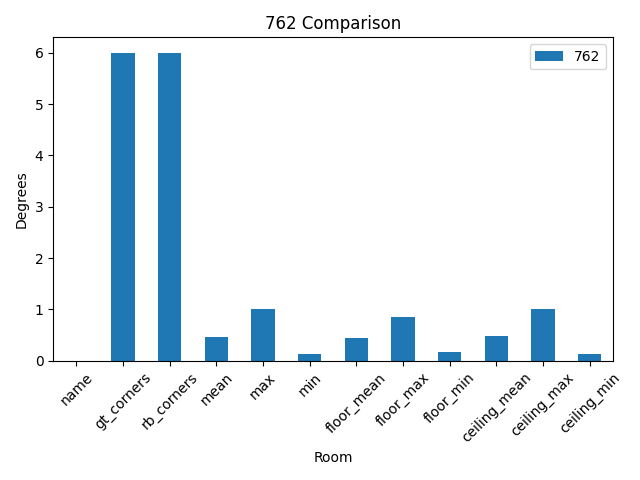 762 Comparison
762
Degrees
6
5
4
3
2
1
0
name
gt_corners
rb_corners
mean
max
min
floor_mean
floor_max
floor_min
ceiling_mean
ceiling_max
ceiling_min
Room